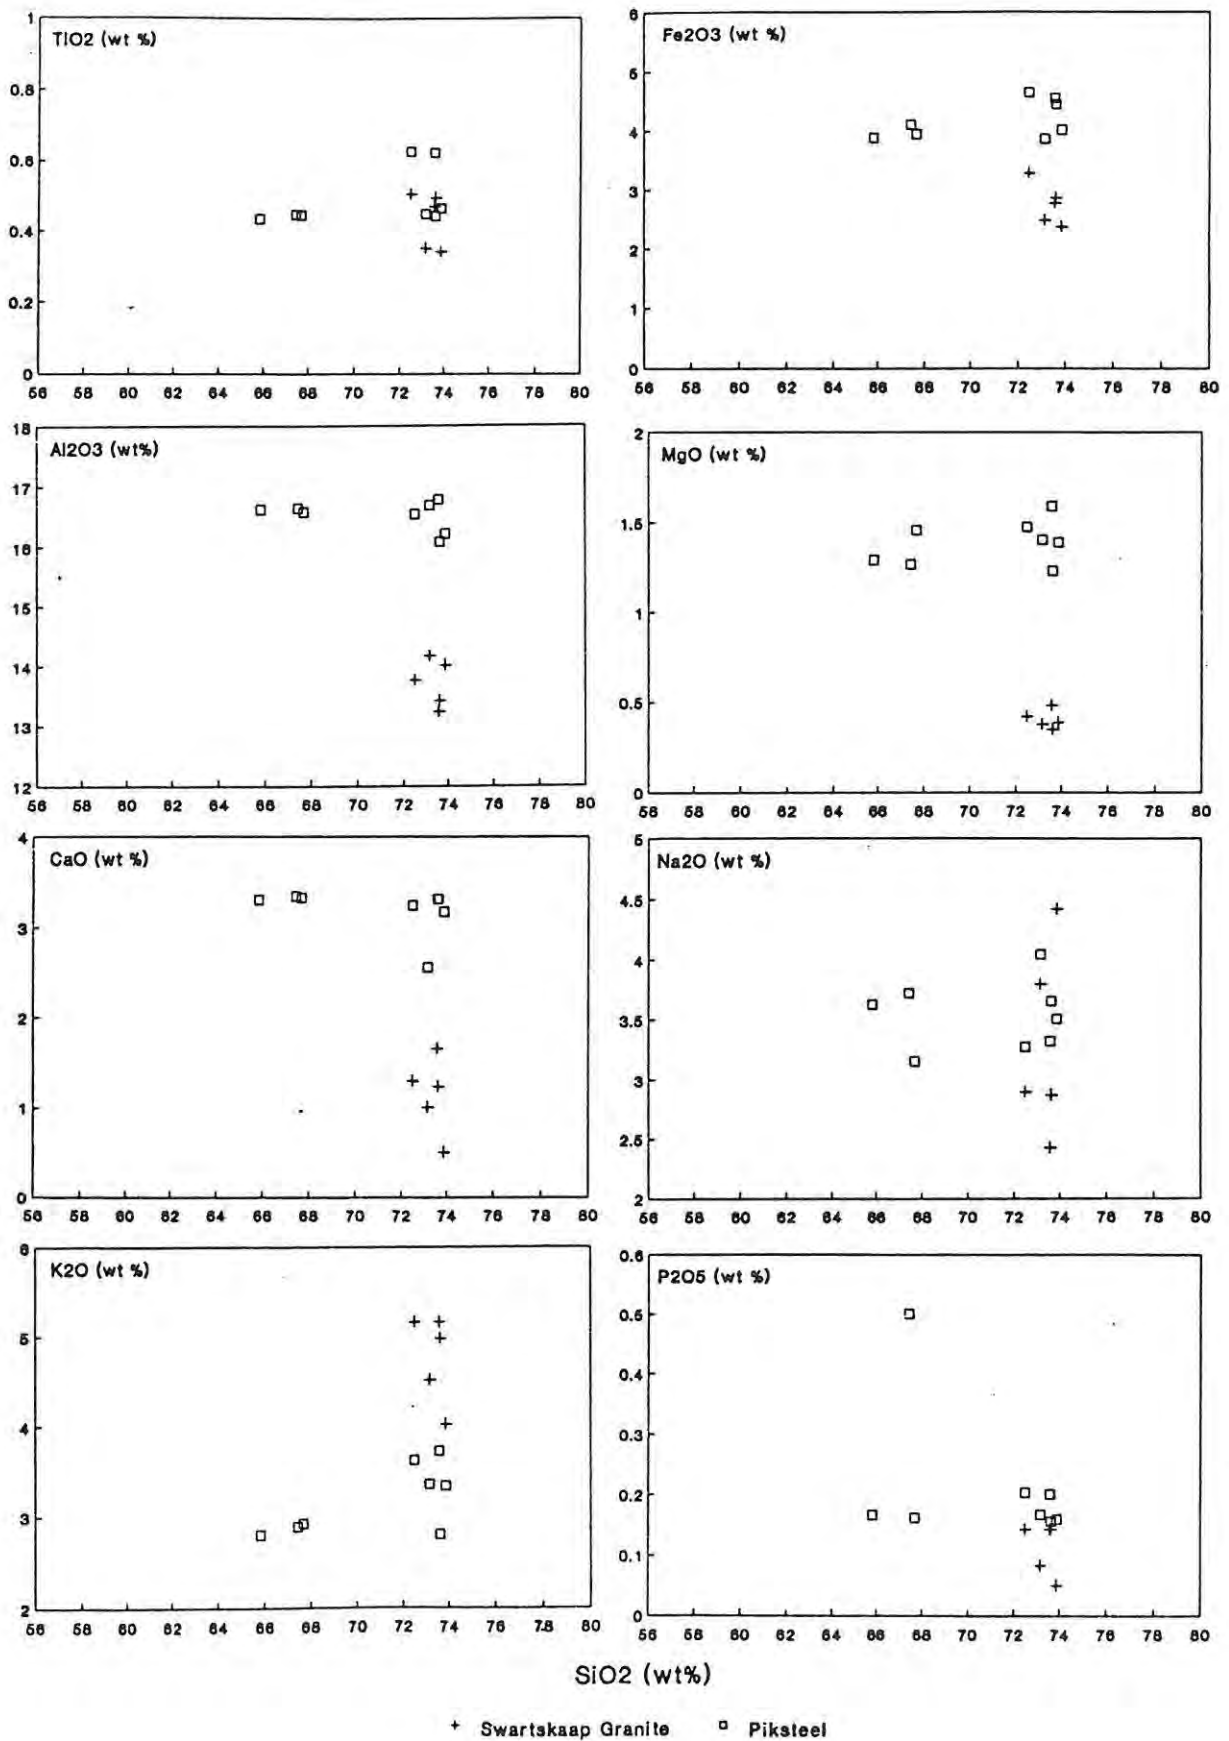 TiO2 (wt %)
1
0.8
0.6
0.4
0.2
0
56 58 60 62 64 66 68 70 72 74 76 78 80
Fe2O3 (wt %)
6
5
4
3
2
1
0
56 58 60 62 64 66 68 70 72 74 76 78 80
Al2O3 (wt%)
18
17
16
15
14
13
12
56 58 60 62 64 66 68 70 72 74 76 78 80
MgO (wt %)
2
1.5
1
0.5
0
56 58 60 62 64 66 68 70 72 74 76 78 80
CaO (wt %)
4
3
2
1
0
56 58 60 62 64 66 68 70 72 74 76 78 80
Na2O (wt %)
5
4.5
4
3.5
3
2.5
2
56 58 60 62 64 66 68 70 72 74 76 78 80
K2O (wt %)
6
5
4
3
2
56 58 60 62 64 66 68 70 72 74 76 78 80
P2O5 (wt %)
0.6
0.5
0.4
0.3
0.2
0.1
0
56 58 60 62 64 66 68 70 72 74 76 78 80
SiO2 (wt%)
+ Swartskaap Granite □ Piksteel